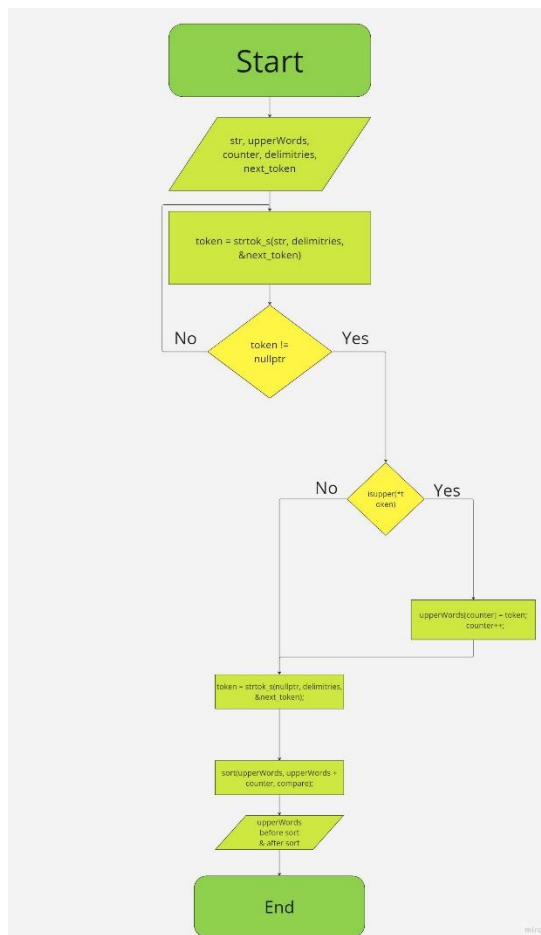 Start
str, upperWords,
counter, delimitries,
next_token
token = strtok_s(str, delimitries,
&next_token)
No
Yes
token !=
nullptr
No
Yes
isupper(*t
oken)
upperWords(counter) = token;
counter++;
token = strtok_s(nullptr, delimitries,
&next_token);
sort(upperWords, upperWords +
counter, compare);
upperWords
before sort
& after sort
End
miro